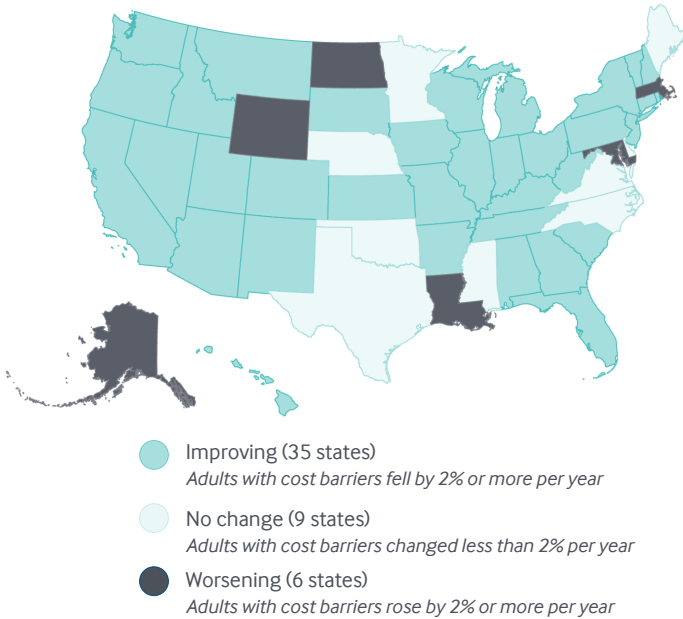 Improving (35 states)
Adults with cost barriers fell by 2% or more per year
No change (9 states)
Adults with cost barriers changed less than 2% per year
Worsening (6 states)
Adults with cost barriers rose by 2% or more per year